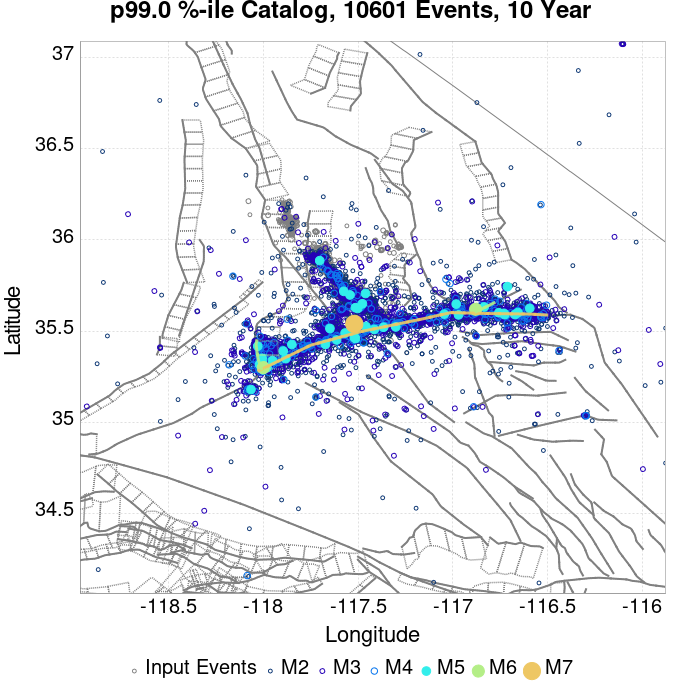 p99.0 %-ile Catalog, 10601 Events, 10 Year
37
36.5
36
35.5
35
34.5
Latitude
-118.5 -118 -117.5 -117 -116.5 -116
Longitude
Input Events M2 M3 M4 M5 M6 M7